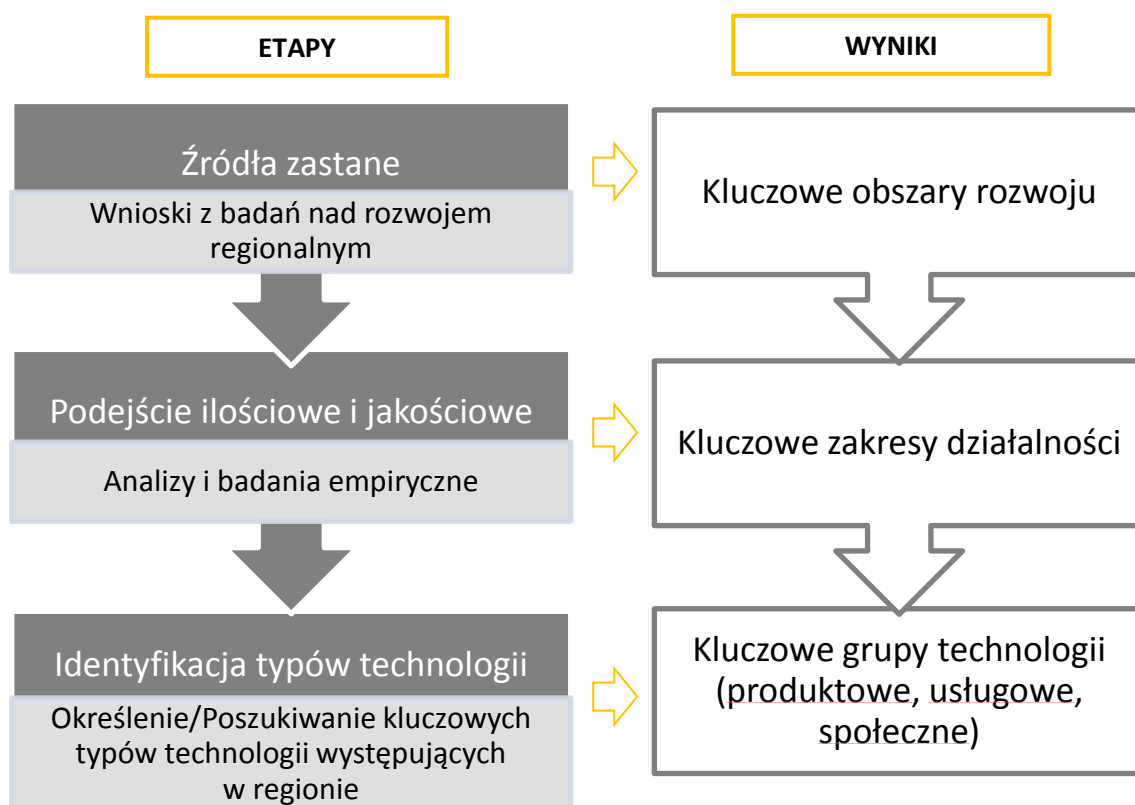 ETAPY
WYNIKI
Źródła zastane
Wnioski z badań nad rozwojem
regionalnym
Kluczowe obszary rozwoju
Podejście ilościowe i jakościowe
Analizy i badania empiryczne
Kluczowe zakresy działalności
Identyfikacja typów technologii
Określenie/Poszukiwanie kluczowych
typów technologii występujących
w regionie
Kluczowe grupy technologii
(produktowe, usługowe,
społeczne)